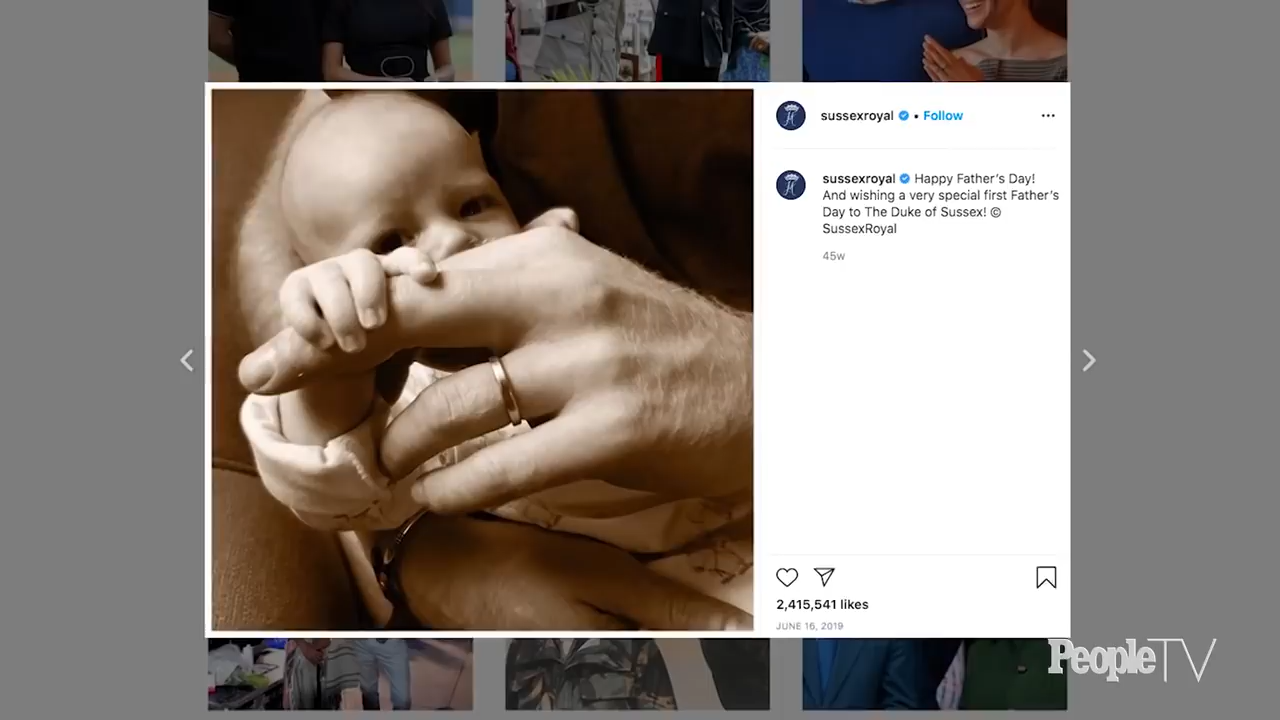 sussexroyal • Follow
sussexroyal Happy Father's Day!
And wishing a very special first Father's
Day to The Duke of Sussex! ©
SussexRoyal
45w
2,415,541 likes
JUNE 16, 2019
PeopleTV